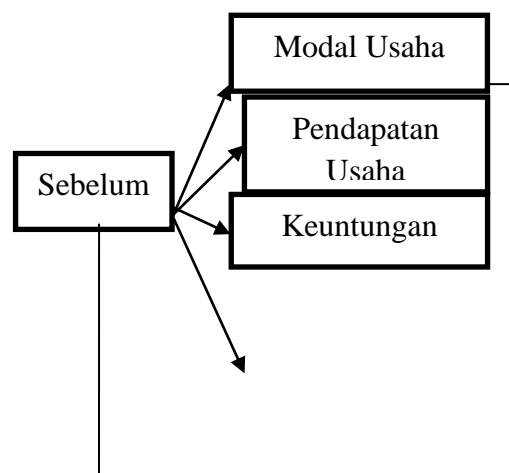 Modal Usaha
Pendapatan
Usaha
Sebelum
Keuntungan